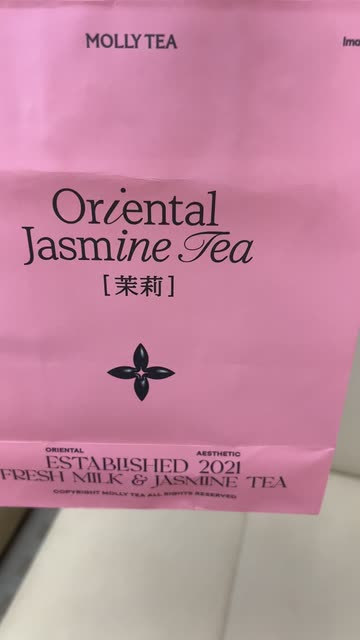 MOLLY TEA
Oriental
Jasmine Tea
[茉莉]
ORIENTAL AESTHETIC
ESTABLISHED 2021
FRESH MILK & JASMINE TEA
COPYRIGHT MOLLY TEA ALL RIGHTS RESERVED